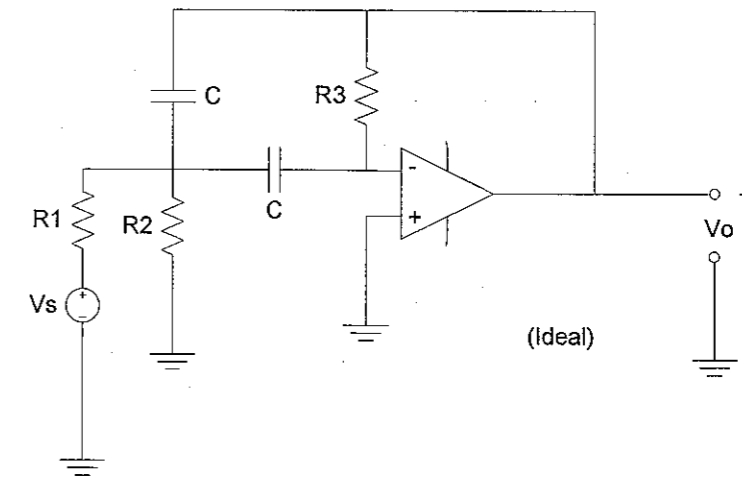 C
R3
-
C
R1
R2
+
Vo
Vs
+
-
(Ideal)